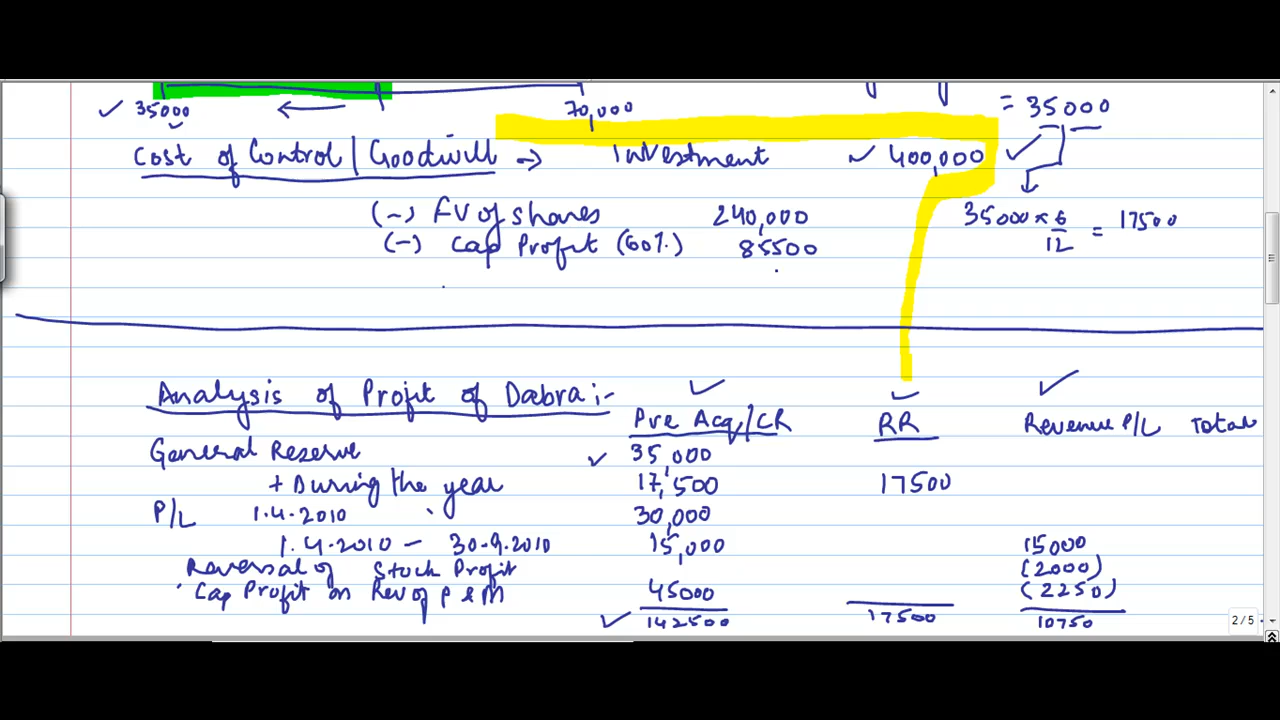 35000 70,000 = 35000
Cost of Control | Goodwill → Investment 400,000
(-) FV of shares 240,000 35000 × 6/12 = 17500
(-) Cap Profit (60%) 85500
Analysis of Profit of Dabra :-
Pre Acq/CR RR Revenue P/L Total
General Reserve 35,000
+ During the year 17,500 17500
P/L 1.4.2010 30,000
1.4.2010 – 30.9.2010 15,000 15000
Reversal of Stock Profit (2000)
Cap Profit on Rev of P & M 45000 (2250)
142500 17500 10750
2/5